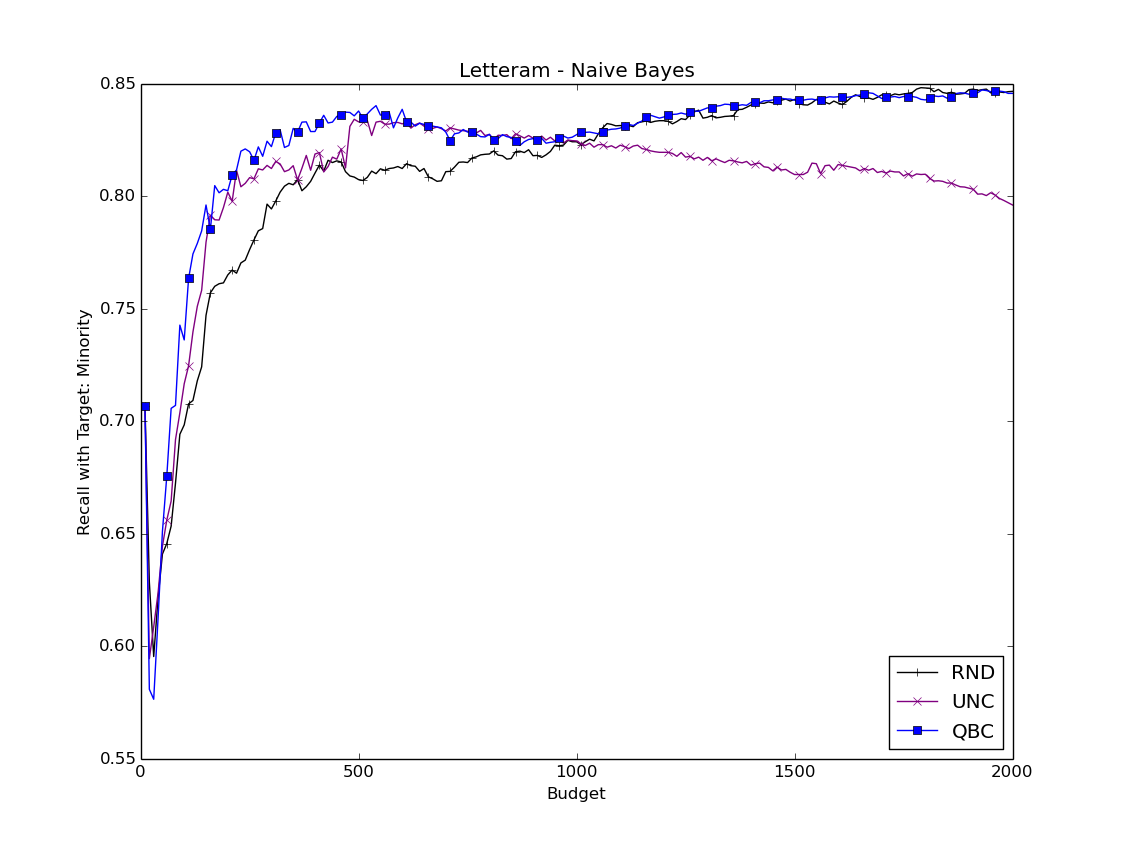 Letteram - Naive Bayes
Recall with Target: Minority
0.85
0.80
0.75
0.70
0.65
0.60
0.55
0
500
1000
1500
2000
Budget
RND
UNC
QBC